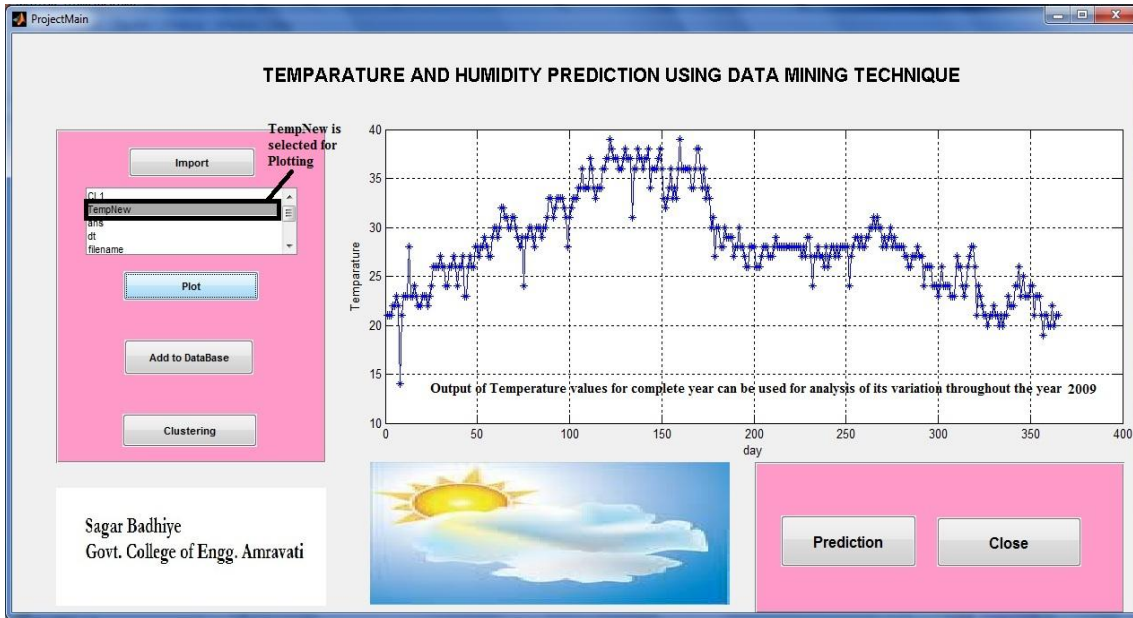 ProjectMain
TEMPARATURE AND HUMIDITY PREDICTION USING DATA MINING TECHNIQUE
TempNew is
selected for
Plotting
Import
CL1
TempNew
ans
dt
filename
Plot
Add to DataBase
Clustering
Temparature
40
35
30
25
20
15
10
Output of Temperature values for complete year can be used for analysis of its variation throughout the year 2009
0 50 100 150 200 250 300 350 400
day
Sagar Badhiye
Govt. College of Engg. Amravati
Prediction
Close